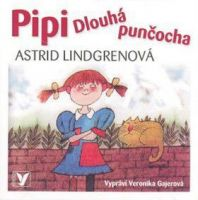 Pipi Dlouhá
punčocha
ASTRID LINDGRENOVÁ
Vypráví Veronika Gajerová